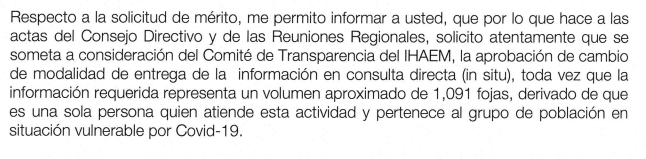 Respecto a la solicitud de mérito, me permito informar a usted, que por lo que hace a las
actas del Consejo Directivo y de las Reuniones Regionales, solicito atentamente que se
someta a consideración del Comité de Transparencia del IHAEM, la aprobación de cambio
de modalidad de entrega de la información en consulta directa (in situ), toda vez que la
información requerida representa un volumen aproximado de 1,091 fojas, derivado de que
es una sola persona quien atiende esta actividad y pertenece al grupo de población en
situación vulnerable por Covid-19.